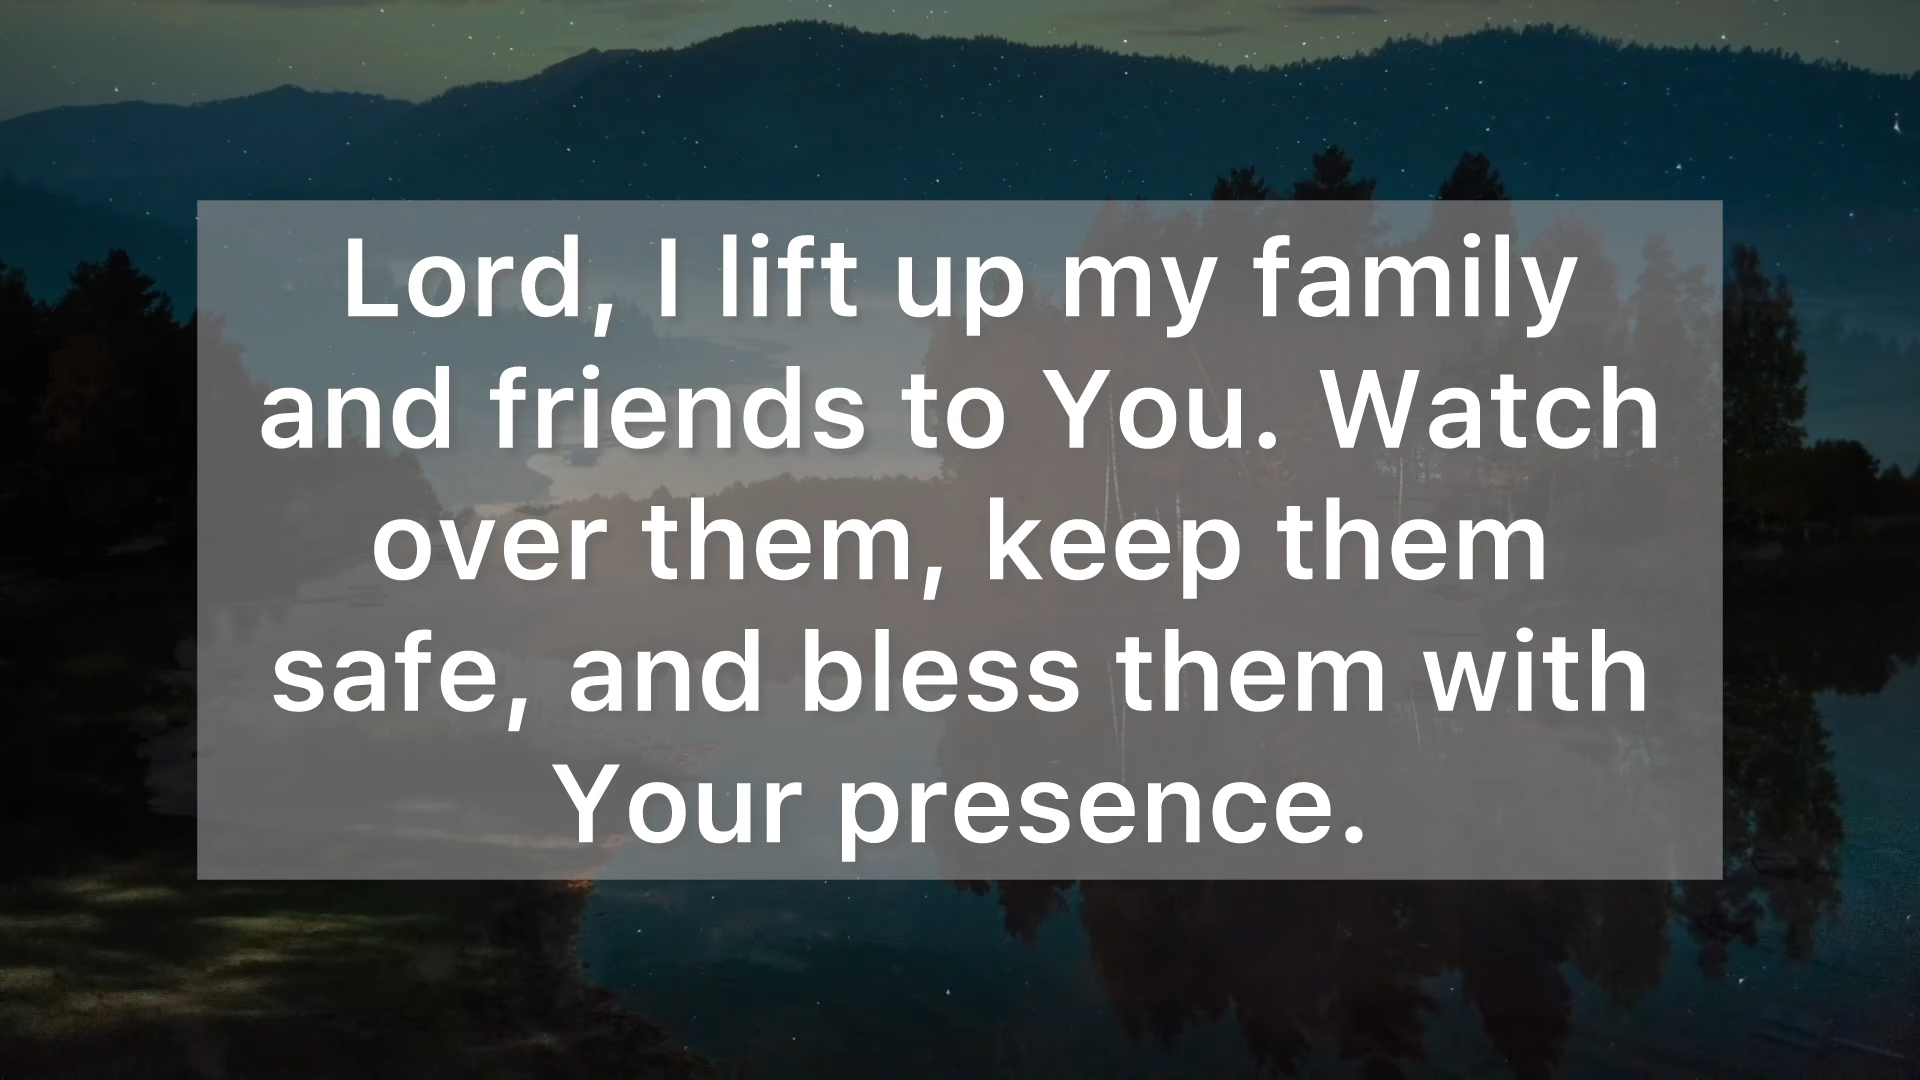 Lord, I lift up my family
and friends to You. Watch
over them, keep them
safe, and bless them with
Your presence.